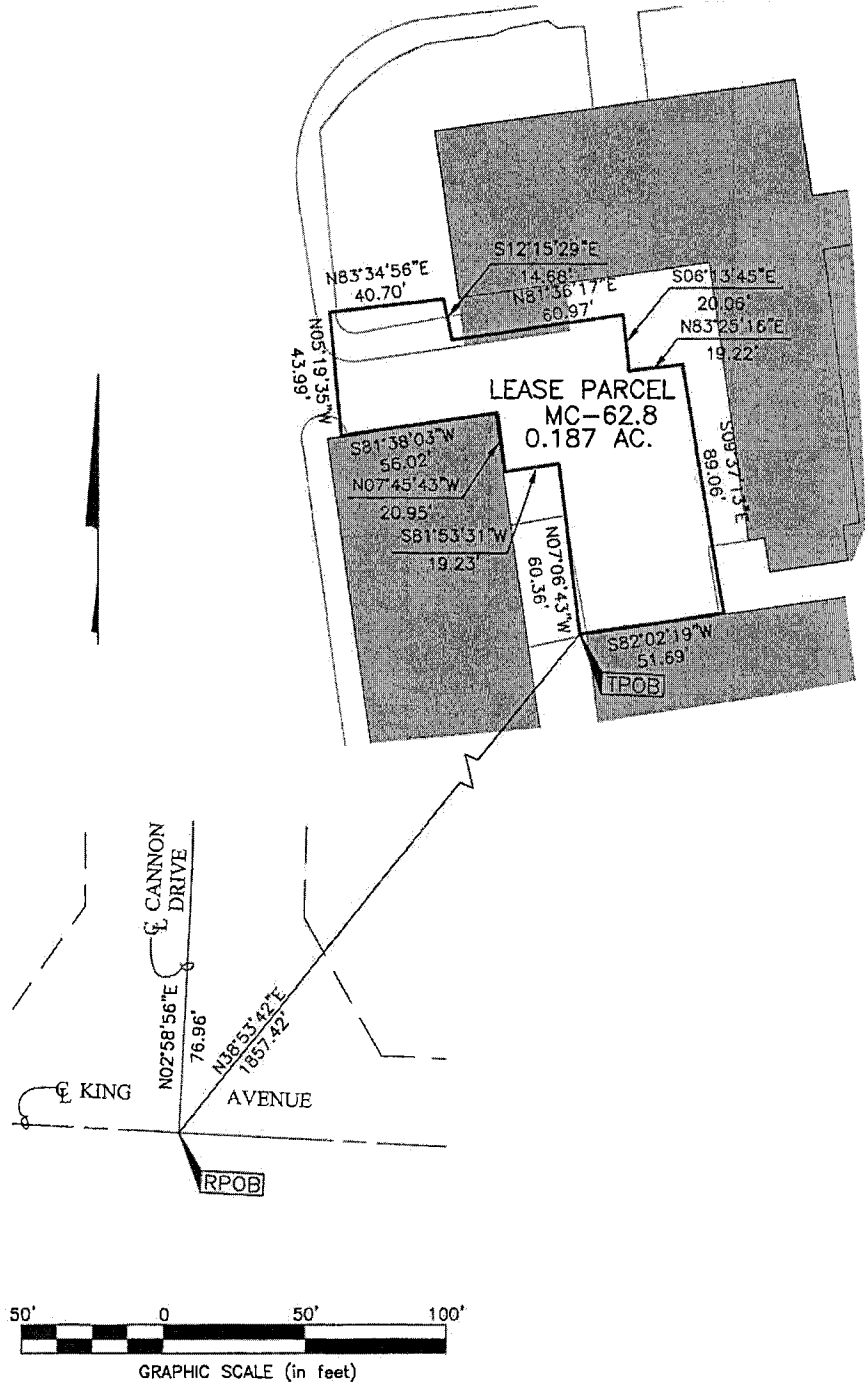 S12°15'29"E
14.68'
N83°34'56"E
40.70'
N81°36'17"E
60.97'
S06°13'45"E
20.06'
N83°25'16"E
19.22'
N05°19'35"W
43.99'
LEASE PARCEL
MC-62.8
0.187 AC.
S81°38'03"W
56.02'
N07°45'43"W
20.95'
S81°53'31"W
19.23'
S09°37'13"E
89.06'
N07°06'43"W
60.36'
S82°02'19"W
51.69'
TPOB
CL CANNON
DRIVE
N02°58'56"E
76.96'
N38°53'42"E
1857.42'
CL KING
AVENUE
RPOB
50' 0 50' 100'
GRAPHIC SCALE (in feet)